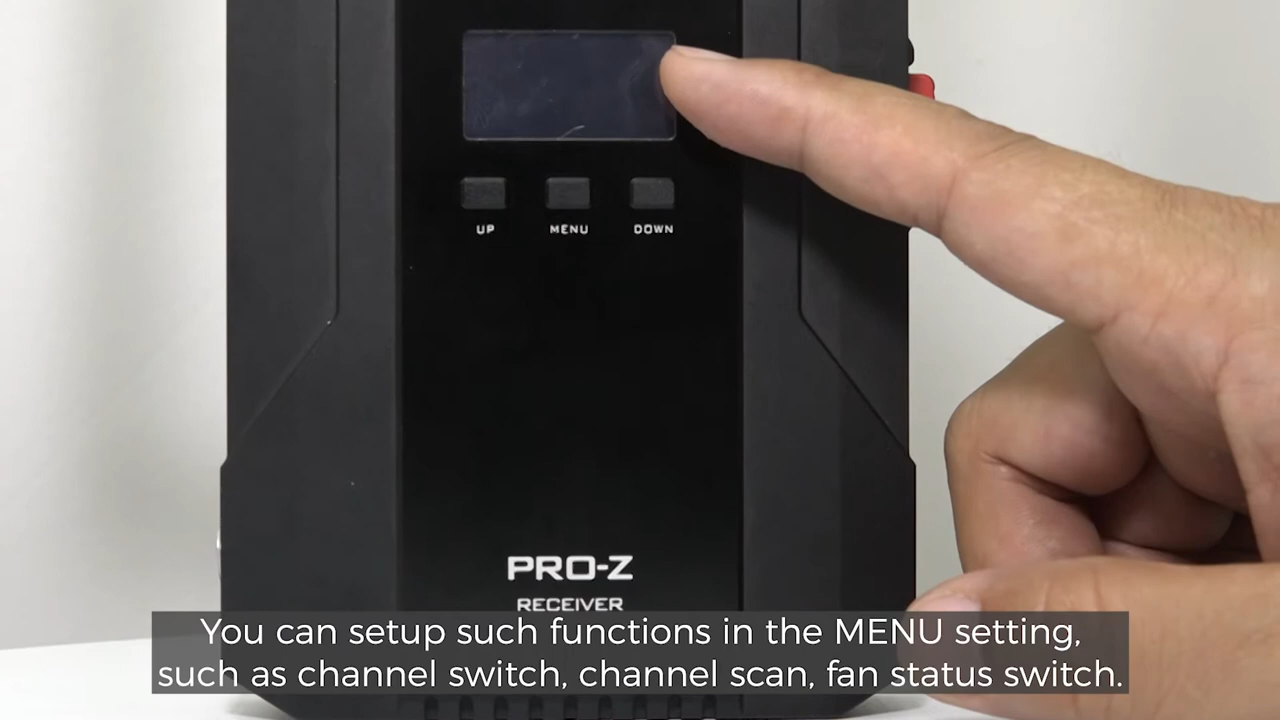 UP MENU DOWN
PRO-Z
RECEIVER
You can setup such functions in the MENU setting,
such as channel switch, channel scan, fan status switch.